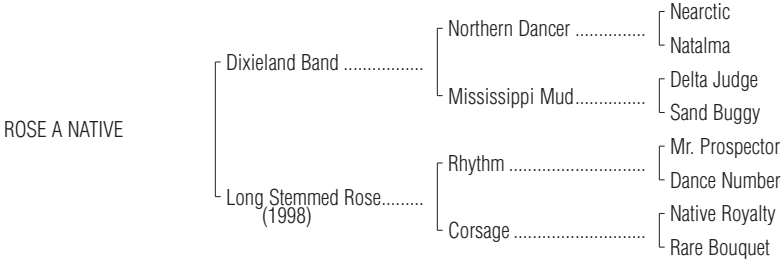 Nearctic
Northern Dancer ...............
Natalma
Dixieland Band .................
Delta Judge
Mississippi Mud...............
Sand Buggy
ROSE A NATIVE
Mr. Prospector
Rhythm .............................
Dance Number
Long Stemmed Rose.........
(1998)
Native Royalty
Corsage ............................
Rare Bouquet